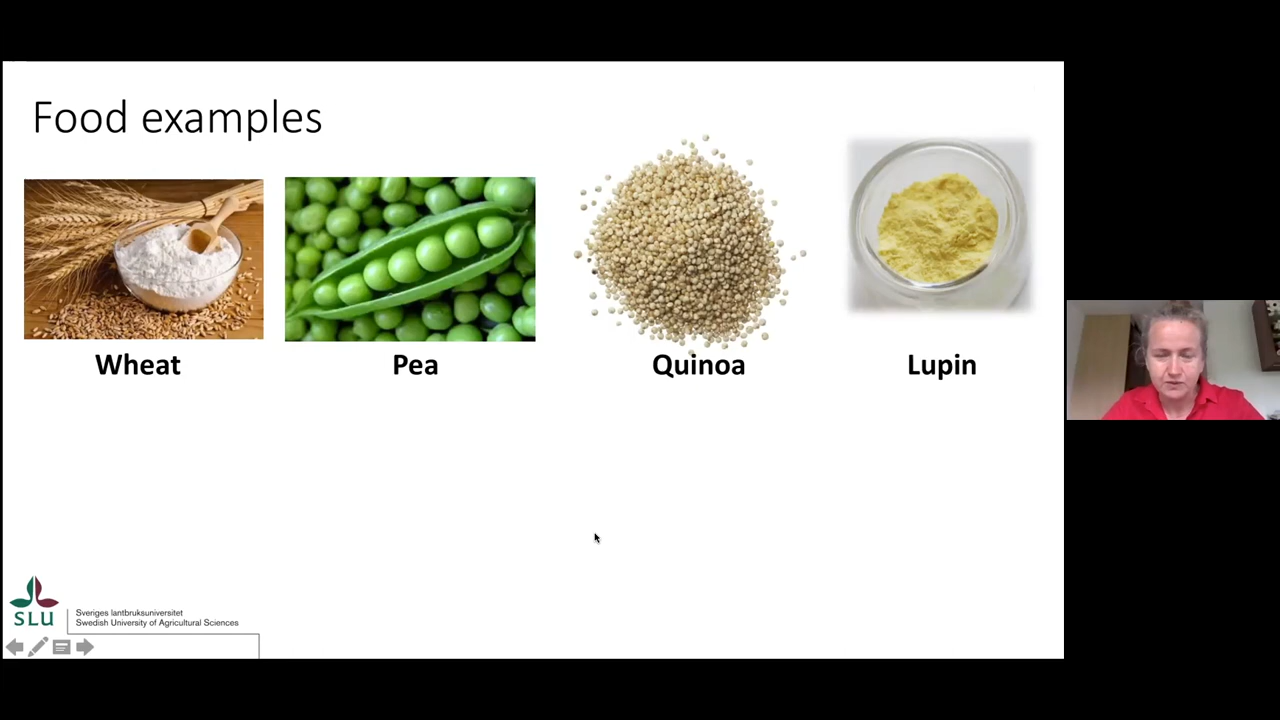 Food examples
Wheat
Pea
Quinoa
Lupin
SLU
Sveriges lantbruksuniversitet
Swedish University of Agricultural Sciences